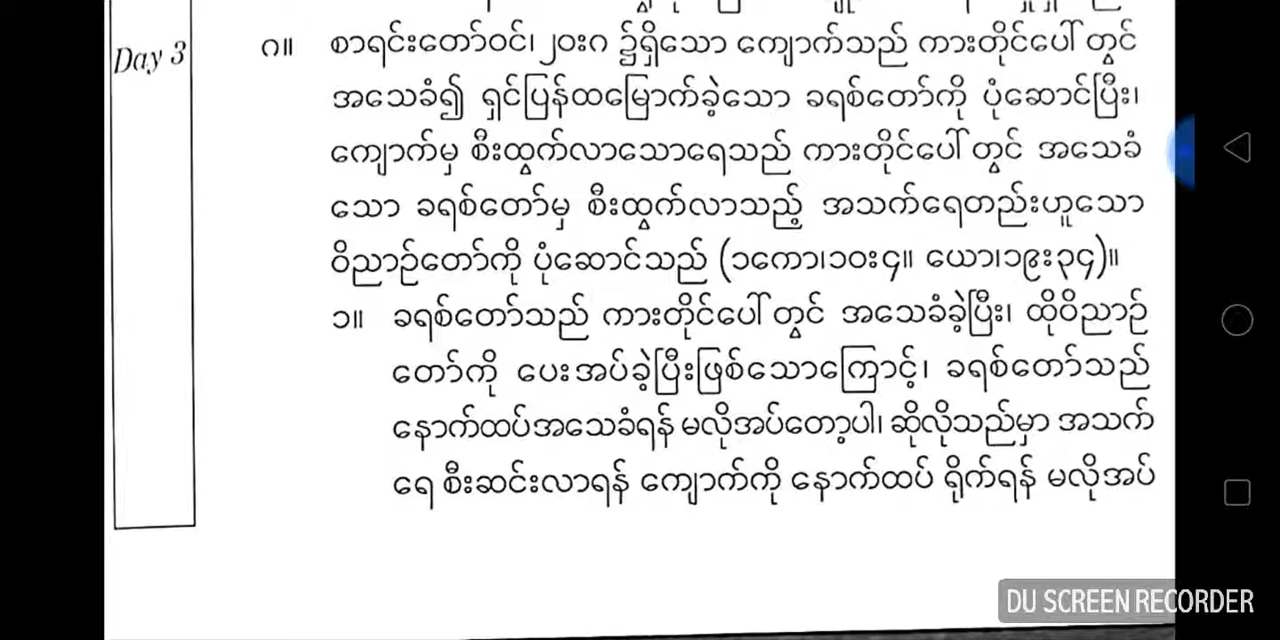 Day 3
ဂ။ စာရင်းတော်ဝင်၊ ၂၀းဂ ၌ရှိသော ကျောက်သည် ကားတိုင်ပေါ်တွင်
အသေခံ၍ ရှင်ပြန်ထမြောက်ခဲ့သော ခရစ်တော်ကို ပုံဆောင်ပြီး၊
ကျောက်မှ စီးထွက်လာသောရေသည် ကားတိုင်ပေါ်တွင် အသေခံ
သော ခရစ်တော်မှ စီးထွက်လာသည့် အသက်ရေတည်းဟူသော
ဝိညာဉ်တော်ကို ပုံဆောင်သည် (၁ကော၊၁၀း၄။ ယော၊၁၉း၃၄)။
၁။ ခရစ်တော်သည် ကားတိုင်ပေါ်တွင် အသေခံခဲ့ပြီး၊ ထိုဝိညာဉ်
တော်ကို ပေးအပ်ခဲ့ပြီးဖြစ်သောကြောင့်၊ ခရစ်တော်သည်
နောက်ထပ်အသေခံရန် မလိုအပ်တော့ပါ၊ ဆိုလိုသည်မှာ အသက်
ရေ စီးဆင်းလာရန် ကျောက်ကို နောက်ထပ် ရိုက်ရန် မလိုအပ်
DU SCREEN RECORDER